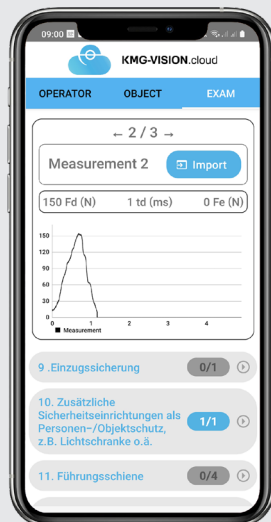 09:00
KMG-VISION.cloud
OPERATOR OBJECT EXAM
← 2 / 3 →
Measurement 2 Import
150 Fd (N) 1 td (ms) 0 Fe (N)
150
120
90
60
30
0
0 1 2 3 4
Measurement
9 .Einzugssicherung 0/1
10. Zusätzliche
Sicherheitseinrichtungen als
Personen-/Objektschutz, 1/1
z.B. Lichtschranke o.ä.
11. Führungsschiene 0/4